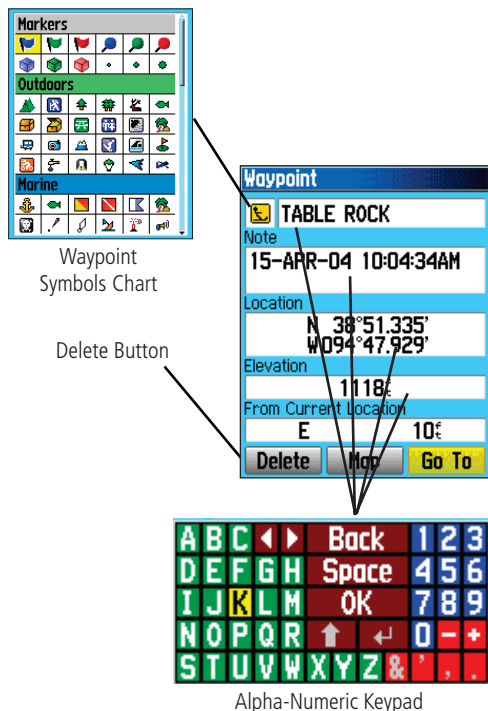 Markers
Outdoors
Marine
Waypoint
Symbols Chart
Delete Button
Waypoint
TABLE ROCK
Note
15-APR-04 10:04:34AM
Location
N 38°51.335'
W094°47.929'
Elevation
1118ft
From Current Location
E 10ft
Delete Map Go To
A B C Back 1 2 3
D E F G H Space 4 5 6
I J K L M OK 7 8 9
N O P Q R 0 - +
S T U V W X Y Z & ' , .
Alpha-Numeric Keypad